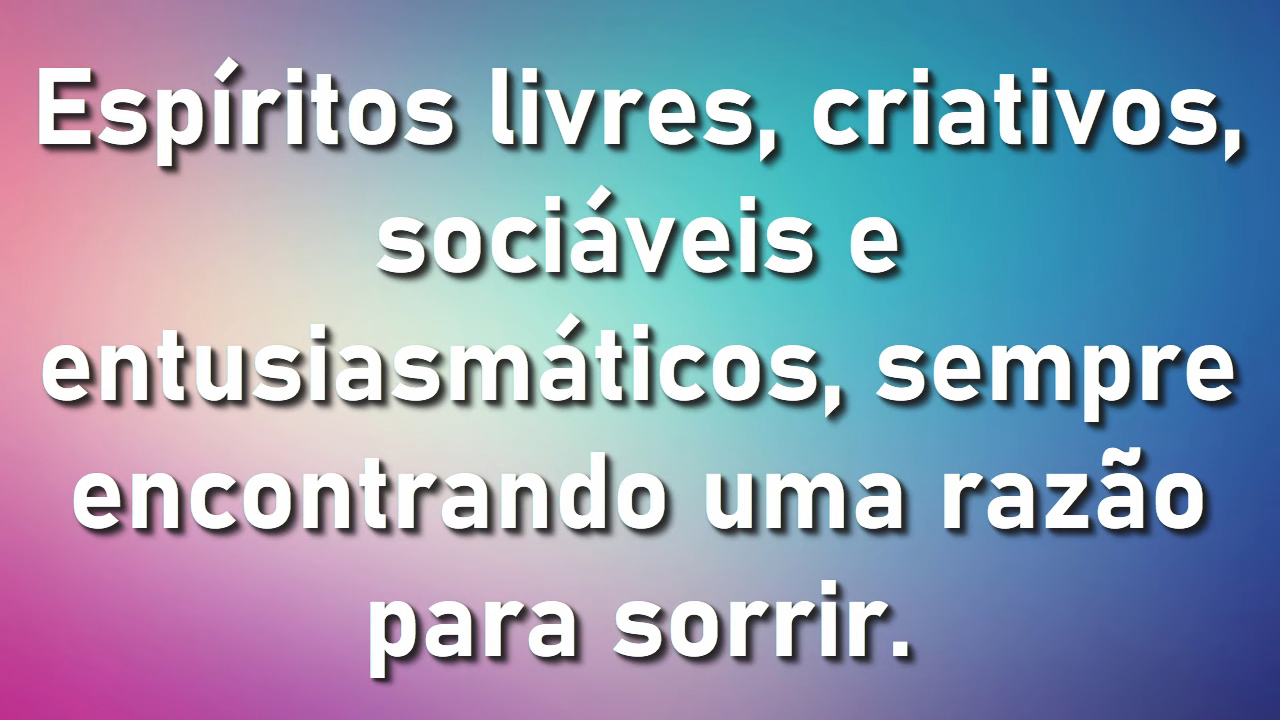 Espíritos livres, criativos,
sociáveis e
entusiasmáticos, sempre
encontrando uma razão
para sorrir.